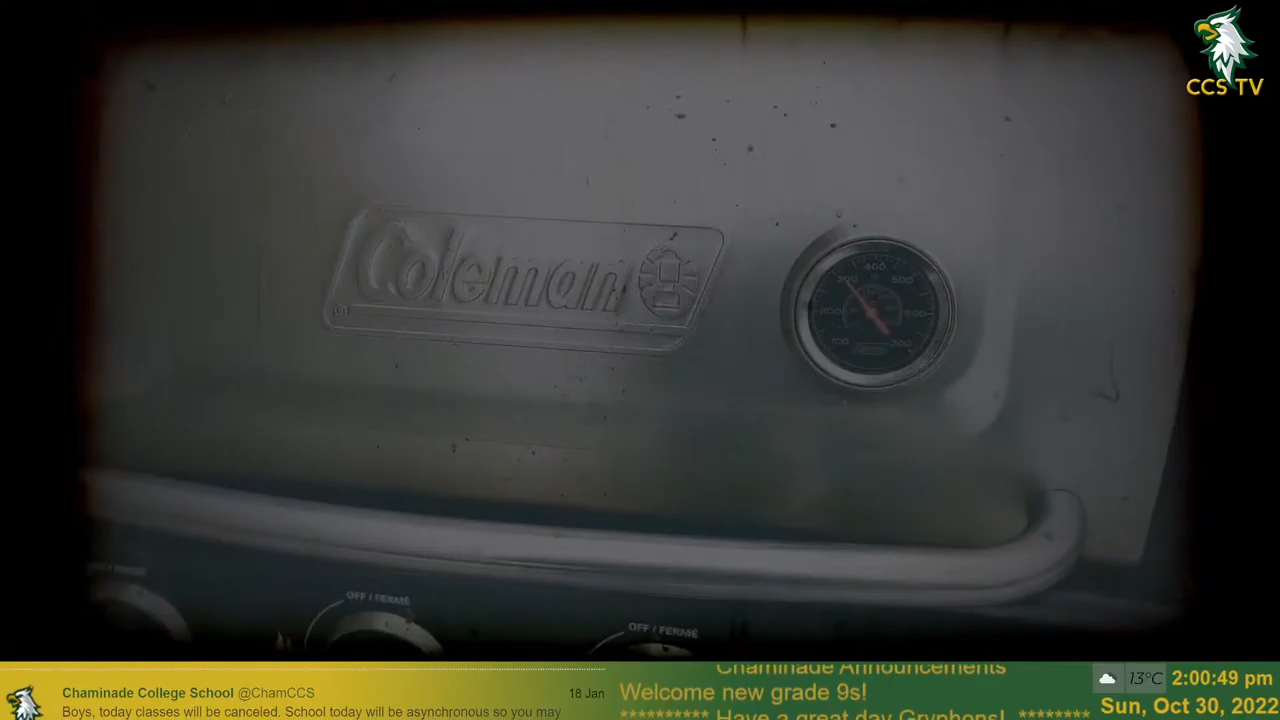 CCS TV
Coleman
400
300
500
200
600
100
OFF / FERMÉ
OFF / FERMÉ
Chaminade College School @ChamCCS
18 Jan
Boys, today classes will be canceled. School today will be asynchronous so you may
Chaminade Announcements
Welcome new grade 9s!
********** Have a great day Gryphons! ********
13°C
2:00:49 pm
Sun, Oct 30, 2022